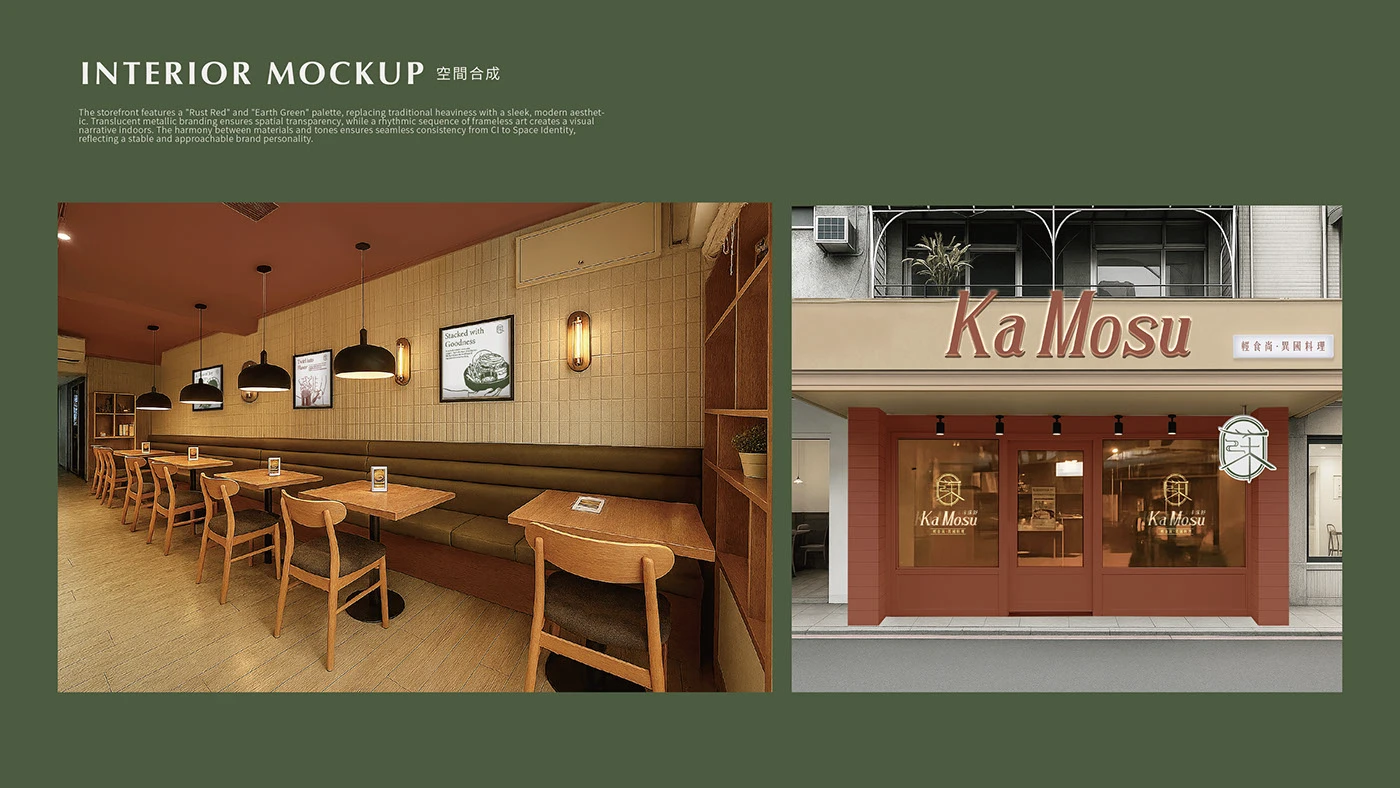 INTERIOR MOCKUP 空間合成
The storefront features a "Rust Red" and "Earth Green" palette, replacing traditional heaviness with a sleek, modern aesthet-
ic. Translucent metallic branding ensures spatial transparency, while a rhythmic sequence of frameless art creates a visual
narrative indoors. The harmony between materials and tones ensures seamless consistency from CI to Space Identity,
reflecting a stable and approachable brand personality.
Stacked with
Goodness
Ka Mosu
輕食尚·異國料理
Ka Mosu
Ka Mosu